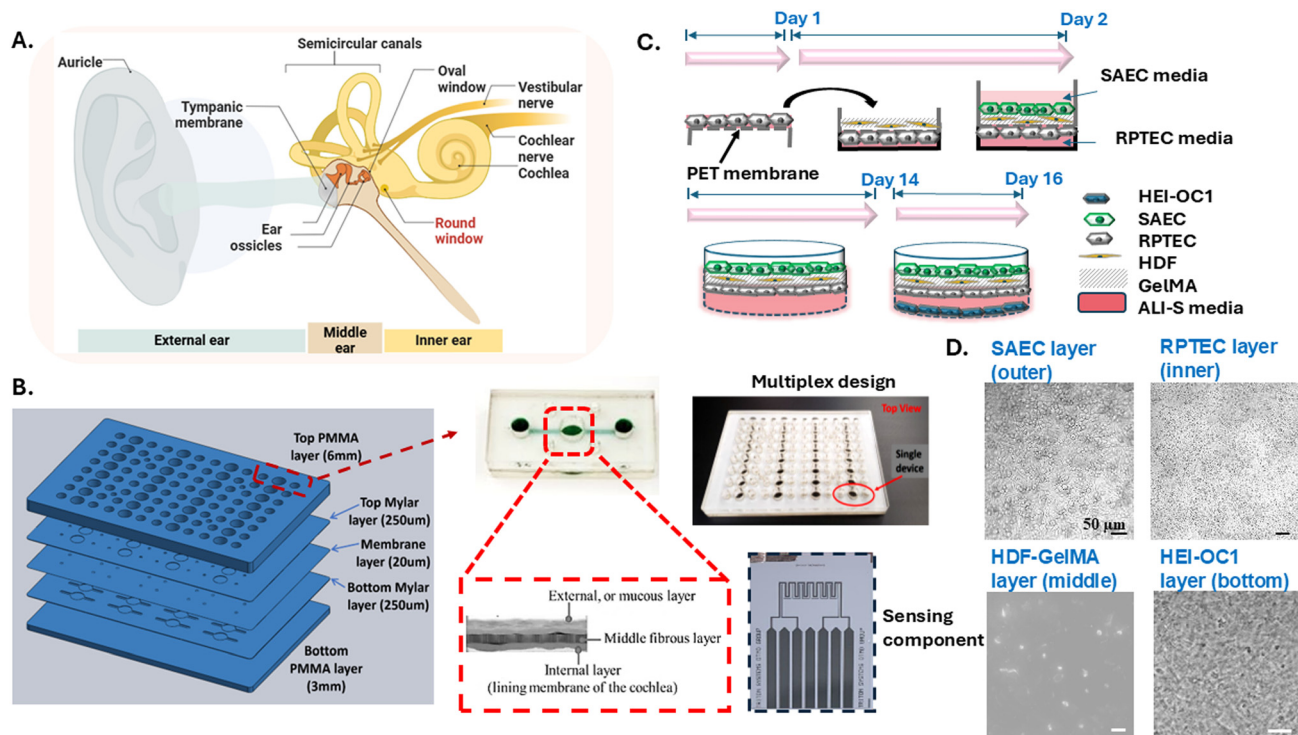 A.
Semicircular canals
Auricle
Oval
window
Vestibular
nerve
Tympanic
membrane
Cochlear
nerve
Cochlea
Ear
ossicles
Round
window
External ear
Middle
ear
Inner ear
B.
Top PMMA
layer (6mm)
Top Mylar
layer (250um)
Membrane
layer (20um)
Bottom Mylar
layer (250um)
Bottom
PMMA layer
(3mm)
Multiplex design
Top View
Single
device
External, or mucous layer
Middle fibrous layer
Internal layer
(lining membrane of the cochlea)
Sensing
component
C.
Day 1
Day 2
SAEC media
RPTEC media
PET membrane
Day 14
Day 16
HEI-OC1
SAEC
RPTEC
HDF
GelMA
ALI-S media
D.
SAEC layer
(outer)
RPTEC layer
(inner)
50 µm
HDF-GelMA
layer (middle)
HEI-OC1
layer (bottom)